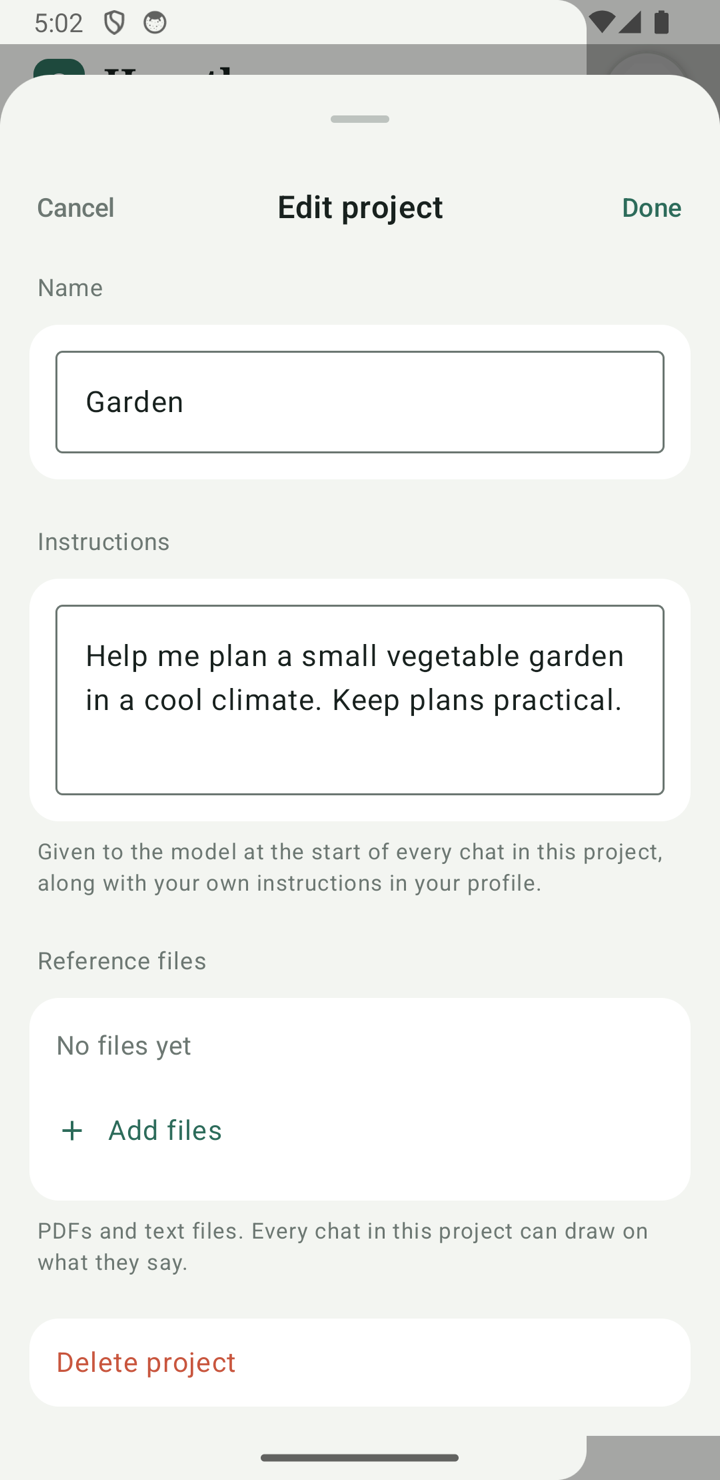 5:02
Cancel
Edit project
Done
Name
Garden
Instructions
Help me plan a small vegetable garden
in a cool climate. Keep plans practical.
Given to the model at the start of every chat in this project,
along with your own instructions in your profile.
Reference files
No files yet
+ Add files
PDFs and text files. Every chat in this project can draw on
what they say.
Delete project